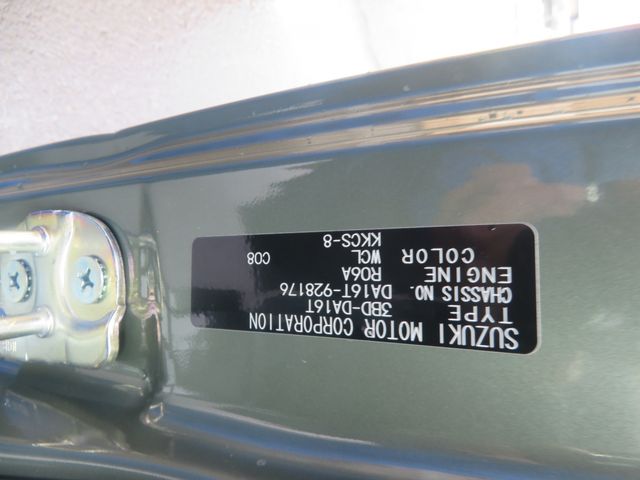 SUZUKI MOTOR CORPORATION
TYPE 3BD-DA16T
CHASSIS NO. DA16T-928176
ENGINE R06A
COLOR WCL C08
KKCS-8